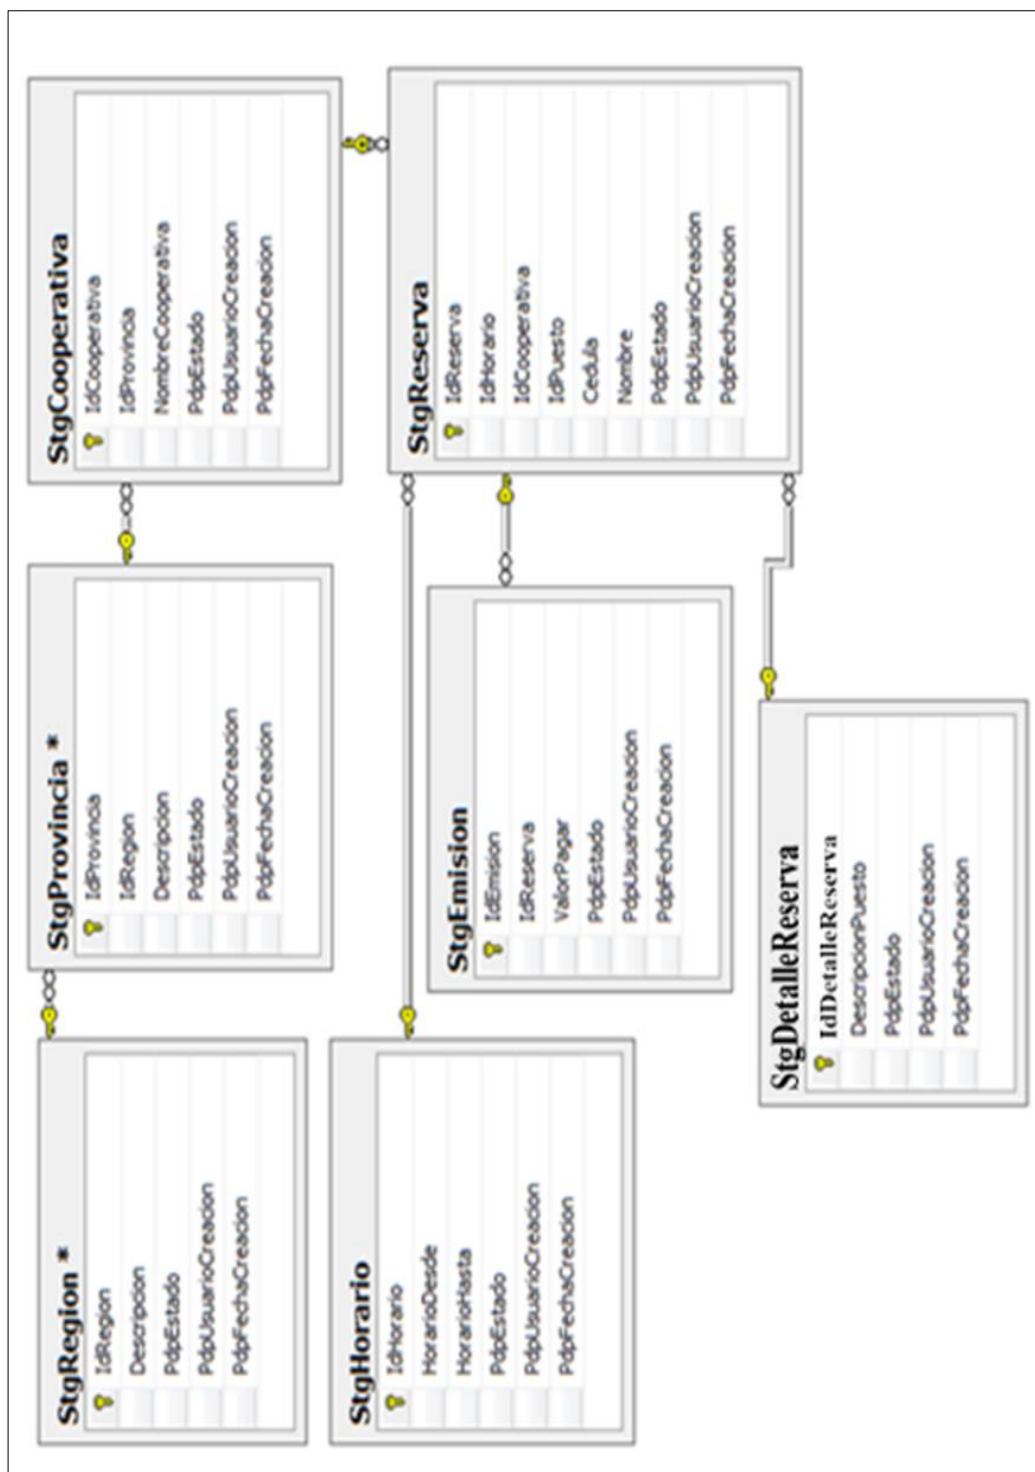 StgRegion *
IdRegion
Descripcion
PdpEstado
PdpUsuarioCreacion
PdpFechaCreacion
StgProvincia *
IdProvincia
IdRegion
Descripcion
PdpEstado
PdpUsuarioCreacion
PdpFechaCreacion
StgCooperativa
IdCooperativa
IdProvincia
NombreCooperativa
PdpEstado
PdpUsuarioCreacion
PdpFechaCreacion
StgHorario
IdHorario
HorarioDesde
HorarioHasta
PdpEstado
PdpUsuarioCreacion
PdpFechaCreacion
StgEmision
IdEmision
IdReserva
ValorPagar
PdpEstado
PdpUsuarioCreacion
PdpFechaCreacion
StgReserva
IdReserva
IdHorario
IdCooperativa
IdPuesto
Cedula
Nombre
PdpEstado
PdpUsuarioCreacion
PdpFechaCreacion
StgDetalleReserva
IdDetalleReserva
DescripcionPuesto
PdpEstado
PdpUsuarioCreacion
PdpFechaCreacion